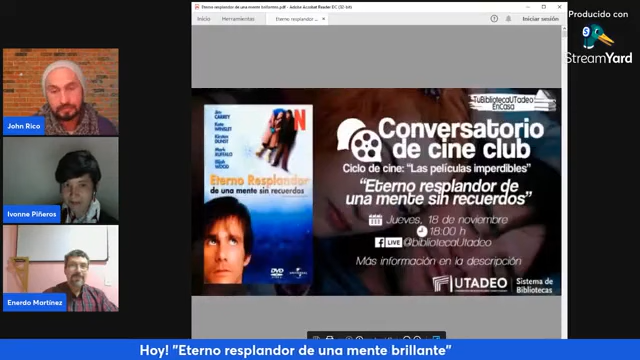 Eterno resplandor de una mente brillante.pdf - Adobe Acrobat Reader DC (32-bit)
Inicio
Herramientas
Eterno resplandor ...
Iniciar sesión
Producido con
StreamYard
John Rico
Ivonne Piñeros
Enerdo Martínez
Jim
CARREY
Kate
WINSLET
Kirsten
DUNST
Mark
RUFFALO
Elijah
WOOD
Eterno Resplandor
de una mente sin recuerdos
DVD
UNIVERSAL
#TuBibliotecaUTadeo
EnCasa
Conversatorio
de cine club
Ciclo de cine: "Las películas imperdibles"
"Eterno resplandor de
una mente sin recuerdos"
Jueves, 18 de noviembre
18:00 h
LIVE @bibliotecaUtadeo
Más información en la descripción
UTADEO
Sistema de
Bibliotecas
Hoy! "Eterno resplandor de una mente brillante"